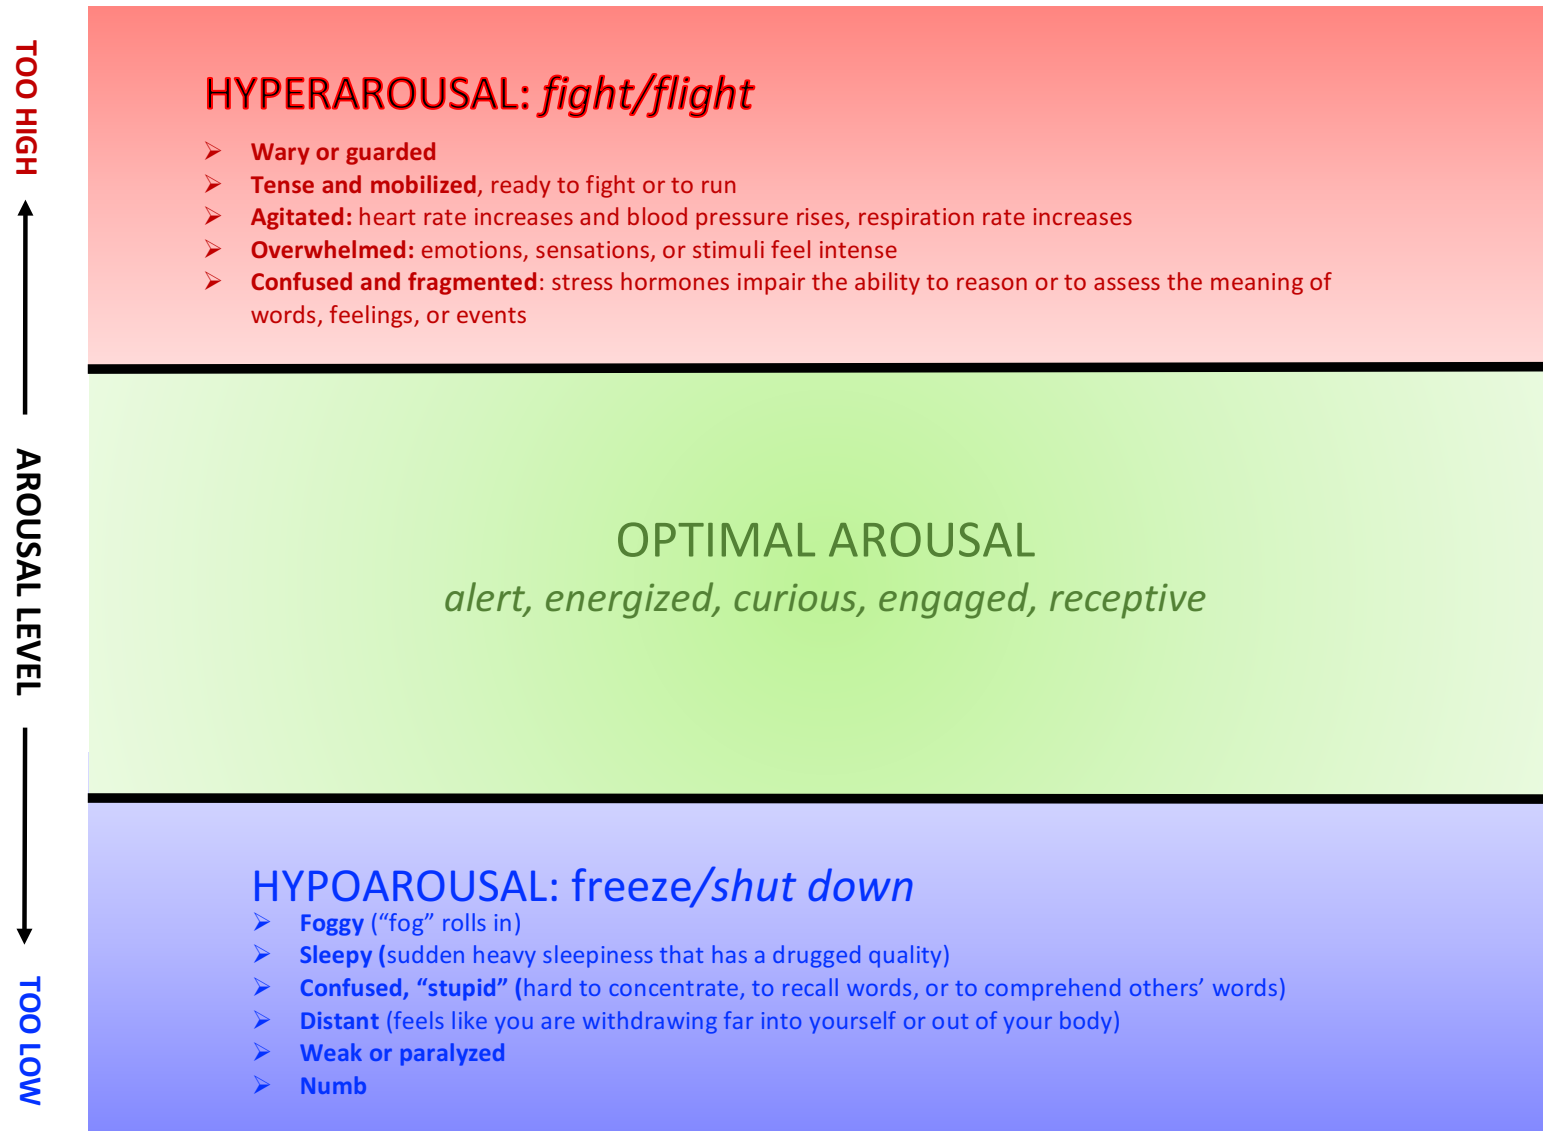 TOO HIGH
AROUSAL LEVEL
TOO LOW
HYPERAROUSAL: fight/flight
➢ Wary or guarded
➢ Tense and mobilized, ready to fight or to run
➢ Agitated: heart rate increases and blood pressure rises, respiration rate increases
➢ Overwhelmed: emotions, sensations, or stimuli feel intense
➢ Confused and fragmented: stress hormones impair the ability to reason or to assess the meaning of
words, feelings, or events
OPTIMAL AROUSAL
alert, energized, curious, engaged, receptive
HYPOAROUSAL: freeze/shut down
➢ Foggy (“fog” rolls in)
➢ Sleepy (sudden heavy sleepiness that has a drugged quality)
➢ Confused, “stupid” (hard to concentrate, to recall words, or to comprehend others’ words)
➢ Distant (feels like you are withdrawing far into yourself or out of your body)
➢ Weak or paralyzed
➢ Numb